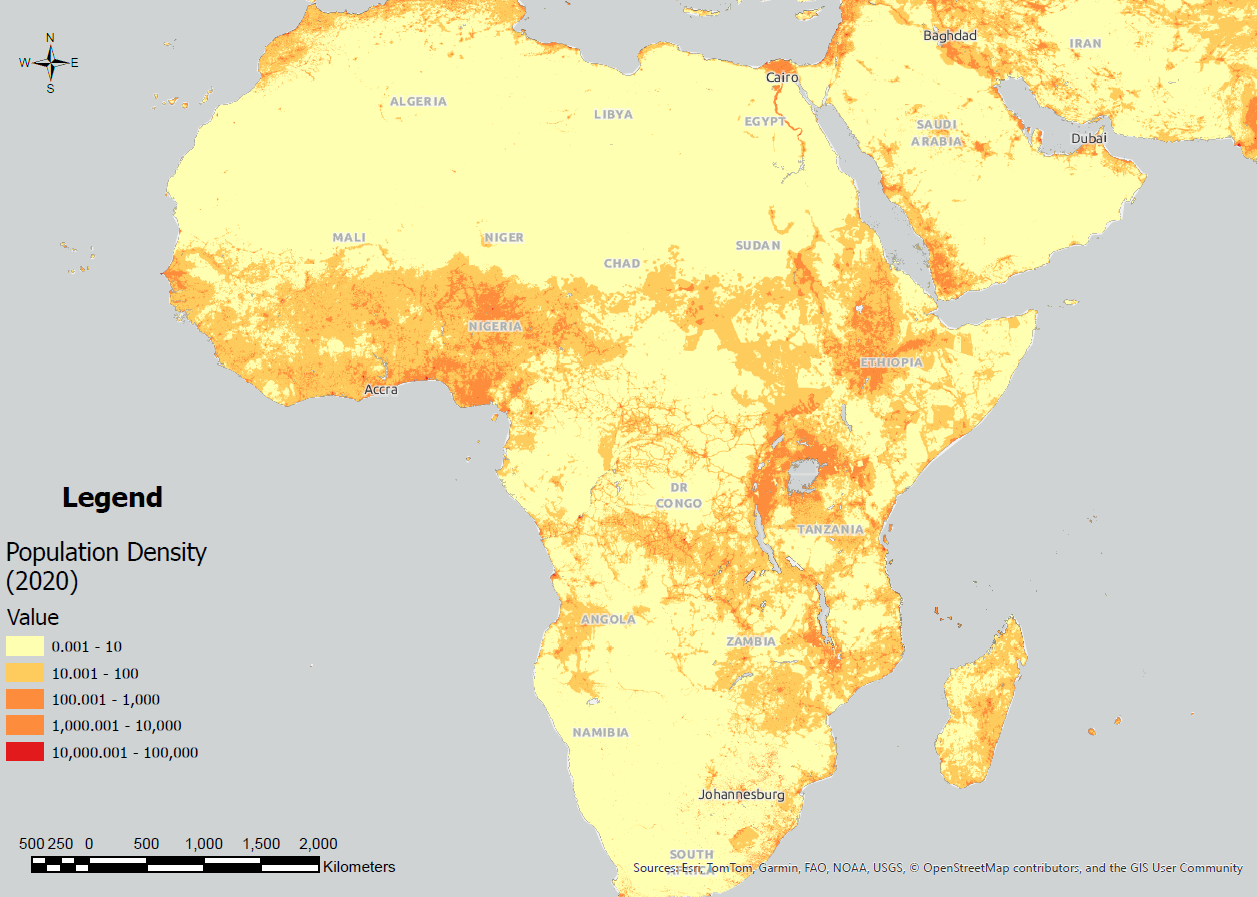 N
W E
S
Baghdad
IRAN
Cairo
ALGERIA
LIBYA
EGYPT
SAUDI
ARABIA
Dubai
MALI
NIGER
SUDAN
CHAD
NIGERIA
ETHIOPIA
Accra
DR
CONGO
TANZANIA
ANGOLA
ZAMBIA
NAMIBIA
Johannesburg
SOUTH
Legend
Population Density
(2020)
Value
0.001 - 10
10.001 - 100
100.001 - 1,000
1,000.001 - 10,000
10,000.001 - 100,000
500 250 0 500 1,000 1,500 2,000
Kilometers
Sources: Esri, TomTom, Garmin, FAO, NOAA, USGS, © OpenStreetMap contributors, and the GIS User Community